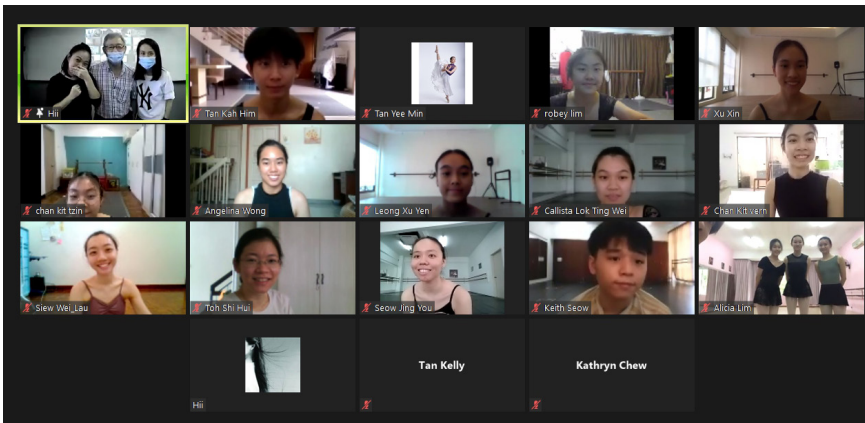 Hii
Tan Kah Him
Tan Yee Min
robey lim
Xu Xin
chan kit tzin
Angelina Wong
Leong Xu Yen
Callista Lok Ting Wei
Chan Kit vern
Siew Wei_Lau
Toh Shi Hui
Seow Jing You
Keith Seow
Alicia Lim
Hii
Tan Kelly
Kathryn Chew